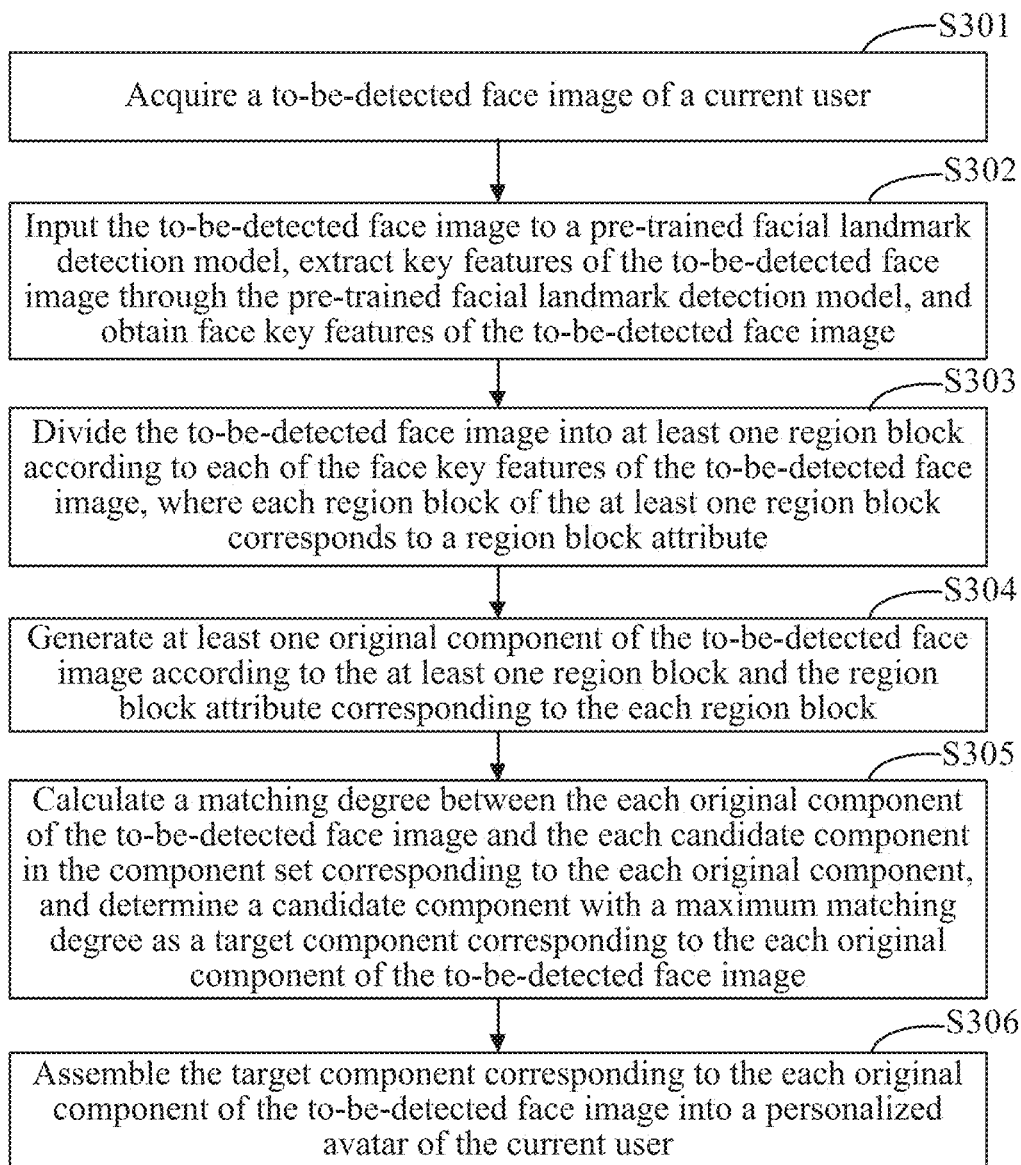 S301
Acquire a to-be-detected face image of a current user
S302
Input the to-be-detected face image to a pre-trained facial landmark
detection model, extract key features of the to-be-detected face
image through the pre-trained facial landmark detection model, and
obtain face key features of the to-be-detected face image
S303
Divide the to-be-detected face image into at least one region block
according to each of the face key features of the to-be-detected face
image, where each region block of the at least one region block
corresponds to a region block attribute
S304
Generate at least one original component of the to-be-detected face
image according to the at least one region block and the region
block attribute corresponding to the each region block
S305
Calculate a matching degree between the each original component
of the to-be-detected face image and the each candidate component
in the component set corresponding to the each original component,
and determine a candidate component with a maximum matching
degree as a target component corresponding to the each original
component of the to-be-detected face image
S306
Assemble the target component corresponding to the each original
component of the to-be-detected face image into a personalized
avatar of the current user